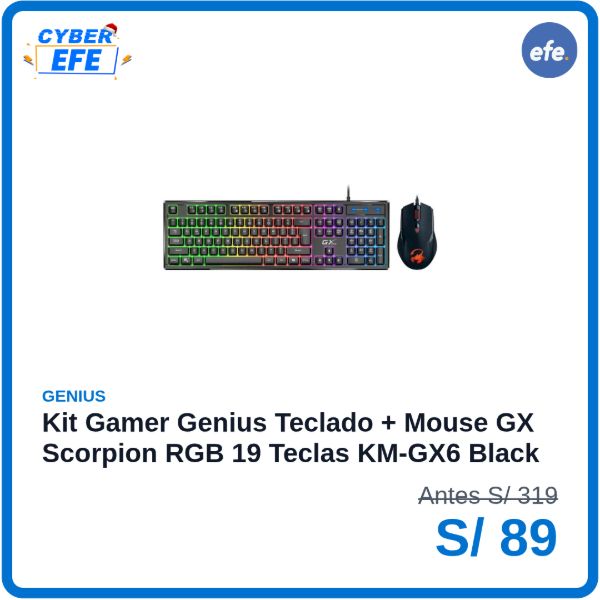 CYBER
EFE
efe.
GX
GENIUS
Kit Gamer Genius Teclado + Mouse GX
Scorpion RGB 19 Teclas KM-GX6 Black
Antes S/ 319
S/ 89